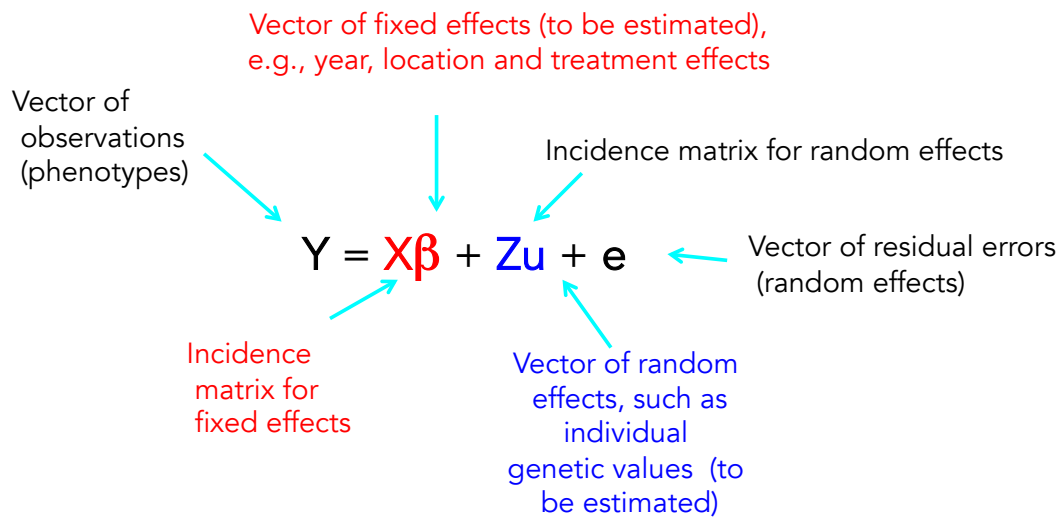 Vector of fixed effects (to be estimated),
e.g., year, location and treatment effects
Vector of
observations
(phenotypes)
Incidence matrix for random effects
Y = Xβ + Zu + e
Vector of residual errors
(random effects)
Incidence
matrix for
fixed effects
Vector of random
effects, such as
individual
genetic values (to
be estimated)